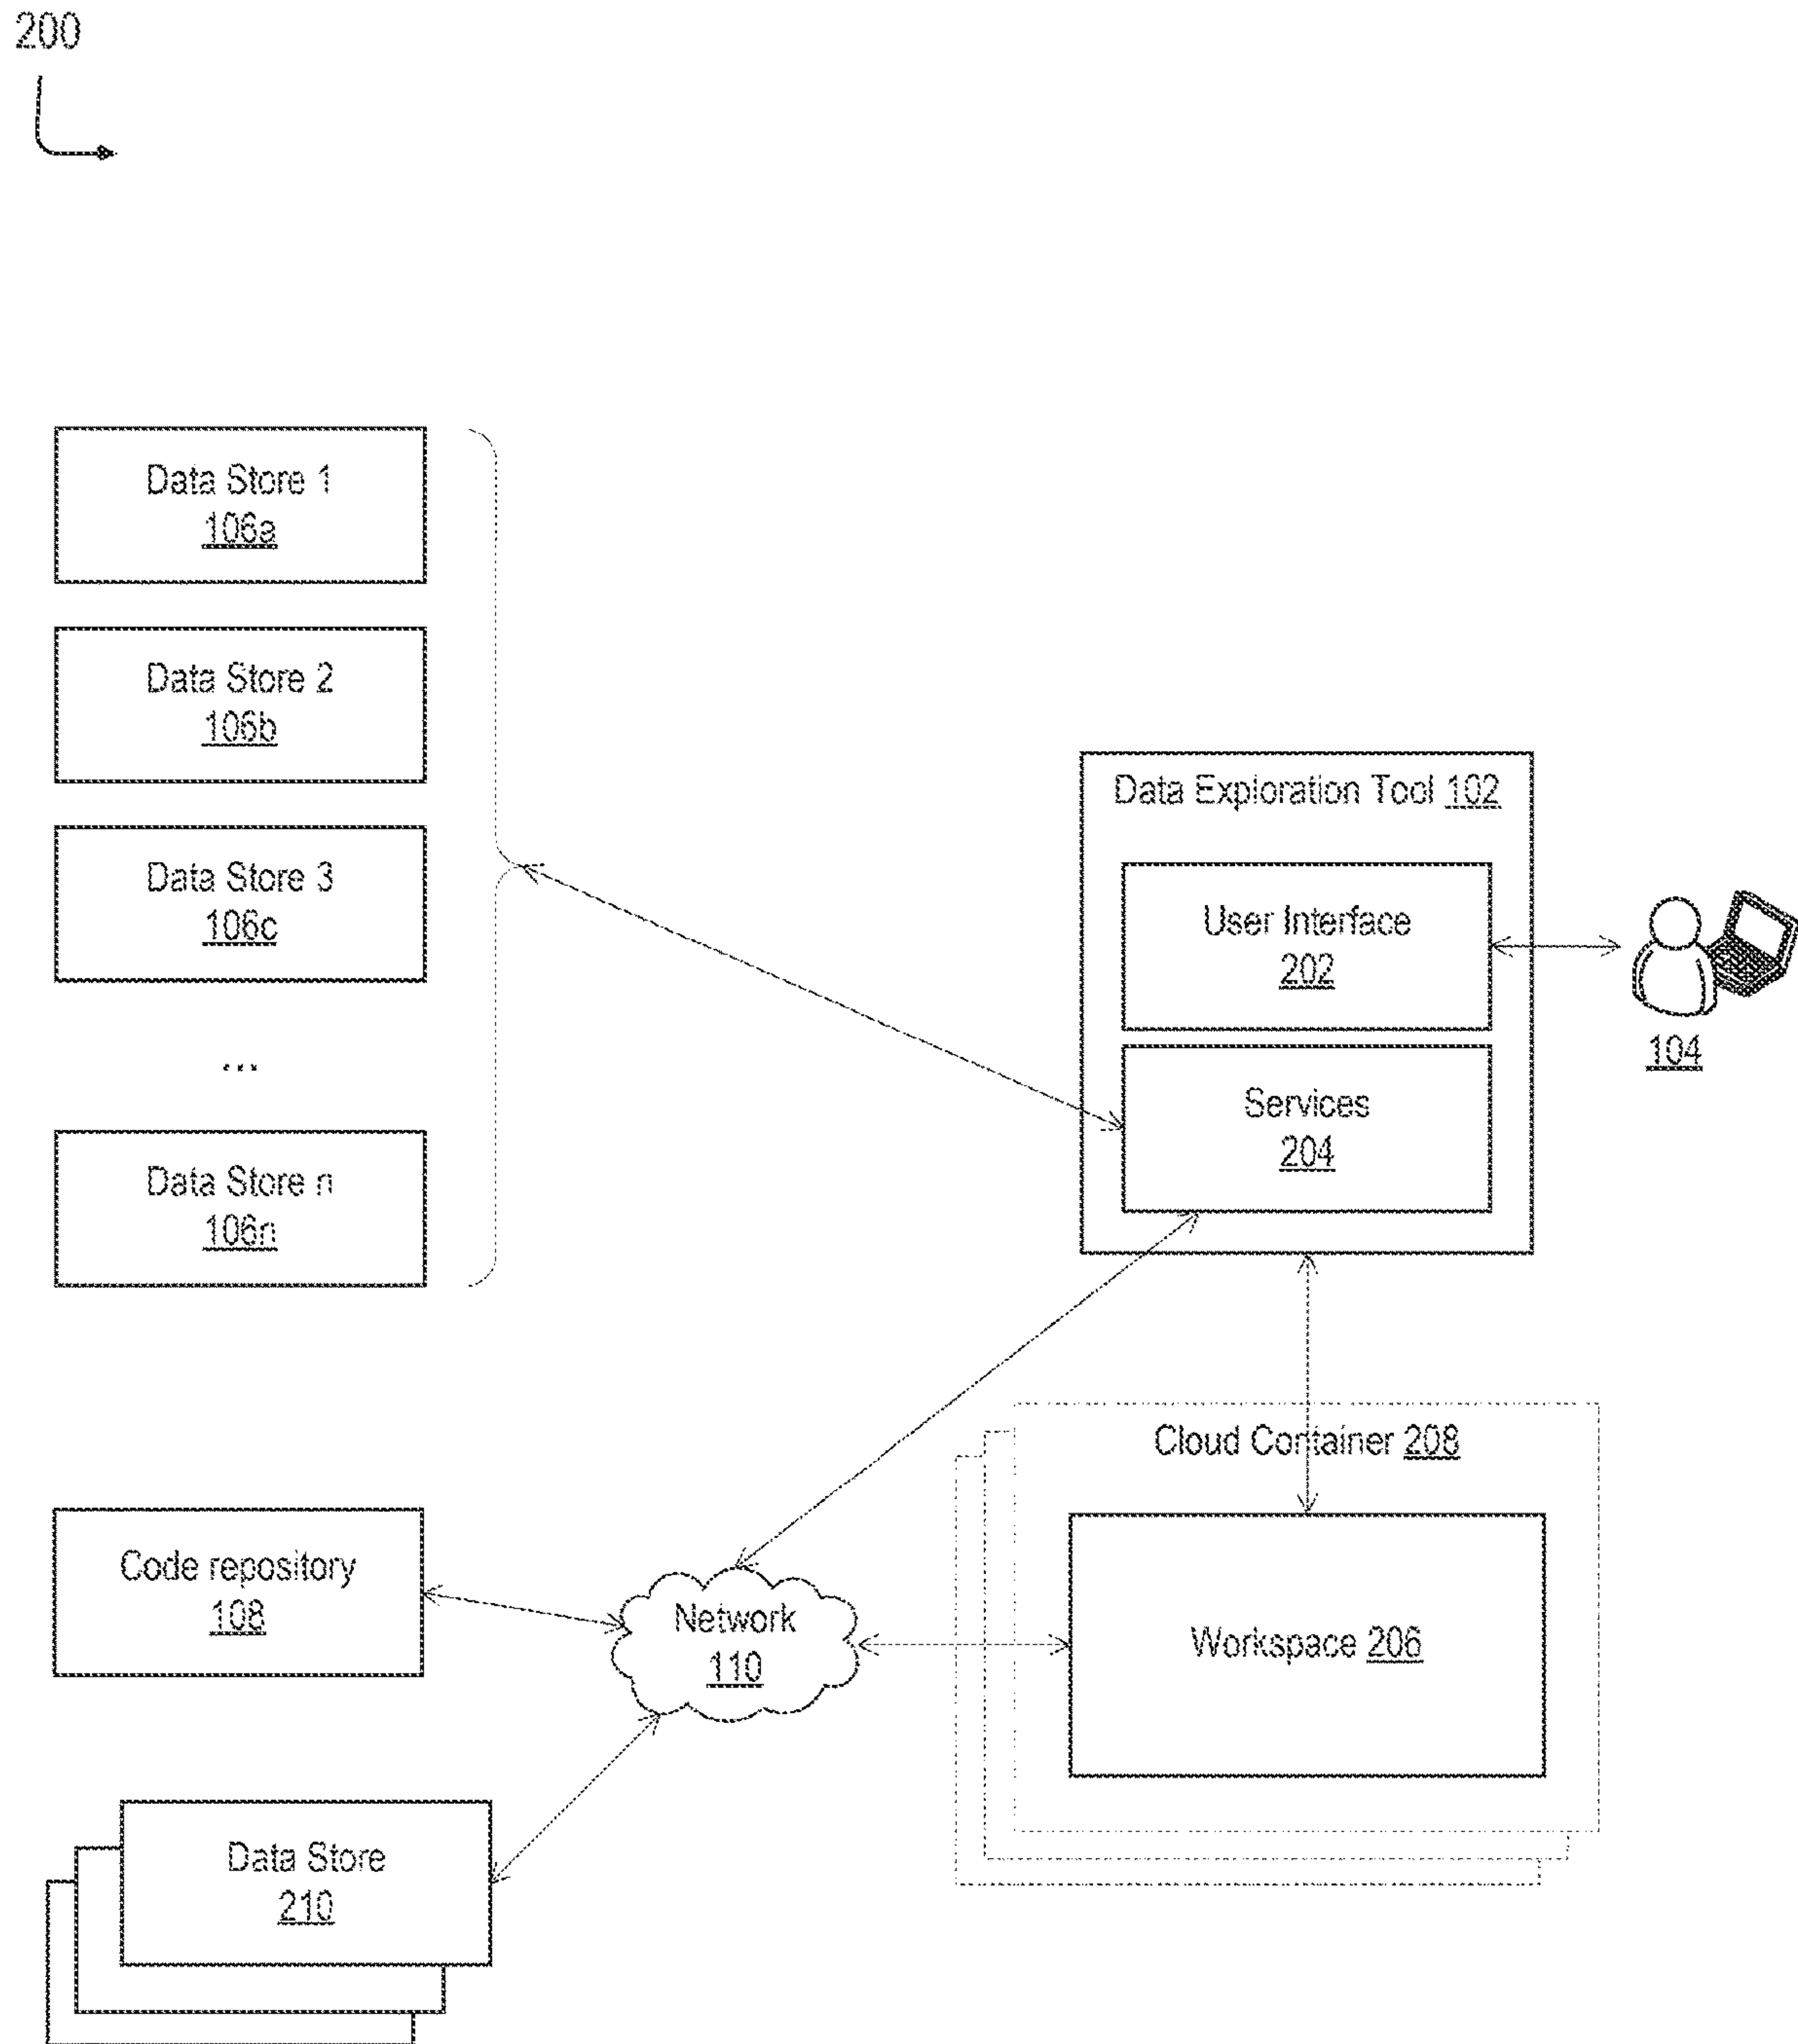 200
Data Store 1
106a
Data Store 2
106b
Data Store 3
106c
...
Data Store n
106n
Data Exploration Tool 102
User Interface
202
Services
204
104
Cloud Container 208
Workspace 206
Code repository
108
Network
110
Data Store
210